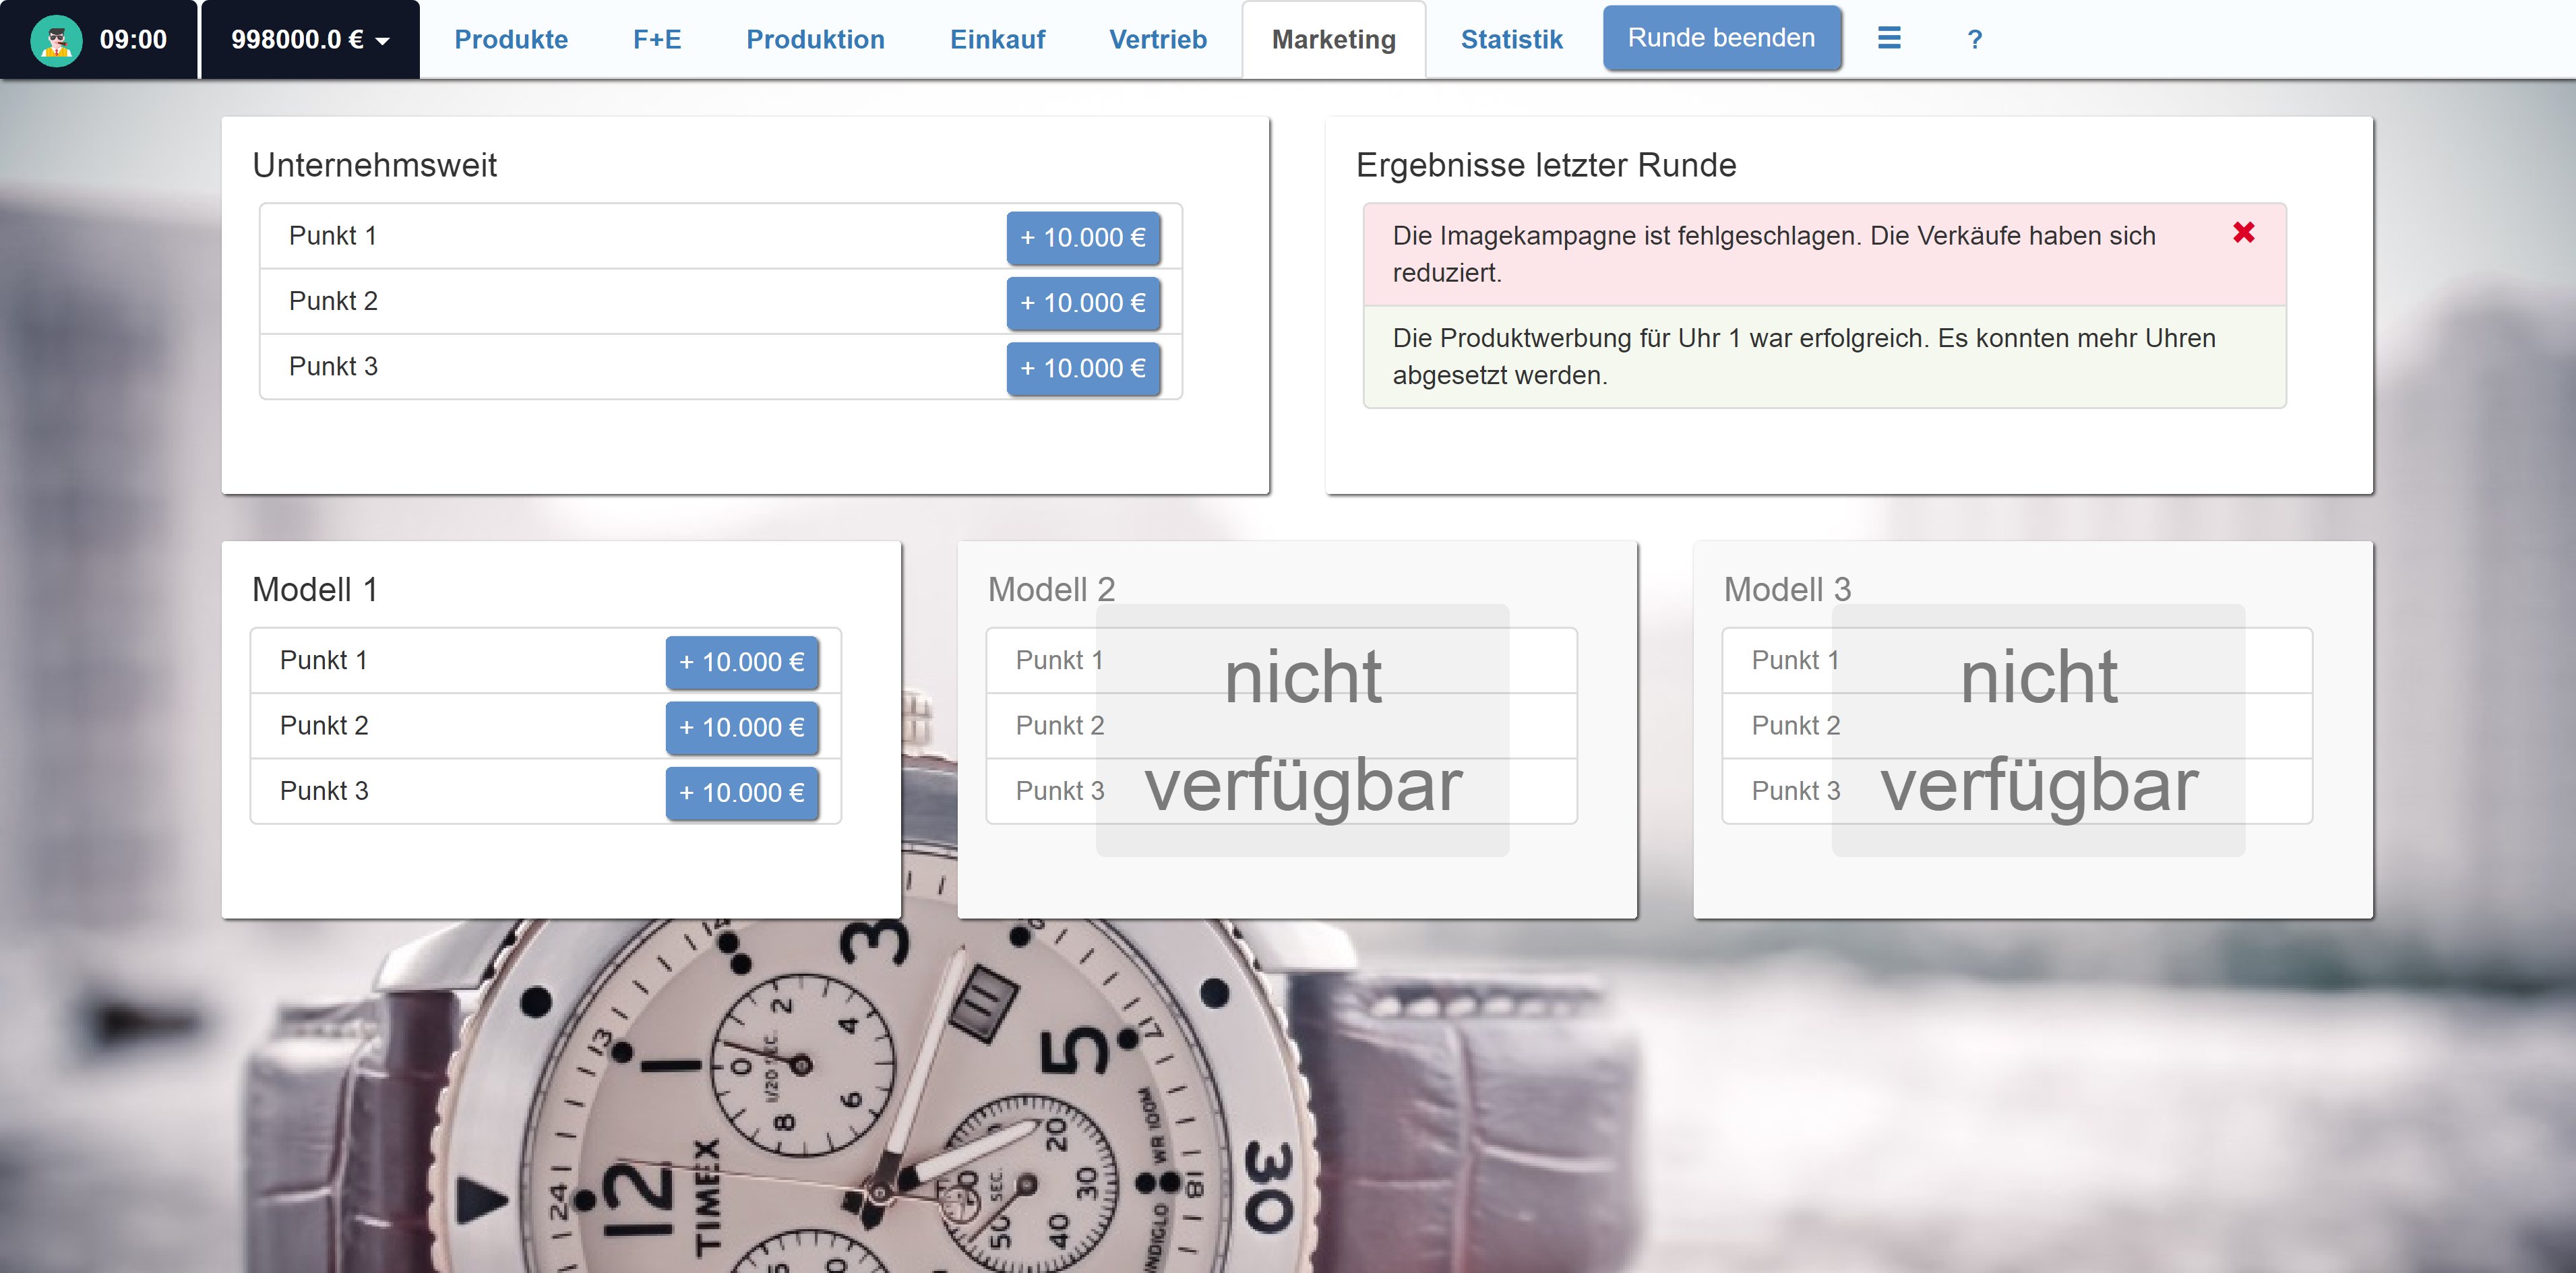 09:00 998000.0 € Produkte F+E Produktion Einkauf Vertrieb Marketing Statistik Runde beenden ?
Unternehmsweit
Punkt 1 + 10.000 €
Punkt 2 + 10.000 €
Punkt 3 + 10.000 €
Ergebnisse letzter Runde
Die Imagekampagne ist fehlgeschlagen. Die Verkäufe haben sich
reduziert.
Die Produktwerbung für Uhr 1 war erfolgreich. Es konnten mehr Uhren
abgesetzt werden.
Modell 1
Punkt 1 + 10.000 €
Punkt 2 + 10.000 €
Punkt 3 + 10.000 €
Modell 2
Punkt 1
Punkt 2
Punkt 3
nicht
verfügbar
Modell 3
Punkt 1
Punkt 2
Punkt 3
nicht
verfügbar
3
5
1
12
13
17
18
24
30
TIMEX
0 2 4 6 8
1/20 SEC.
20 30 40 50
SEC.
WR 100M
INDIGLO